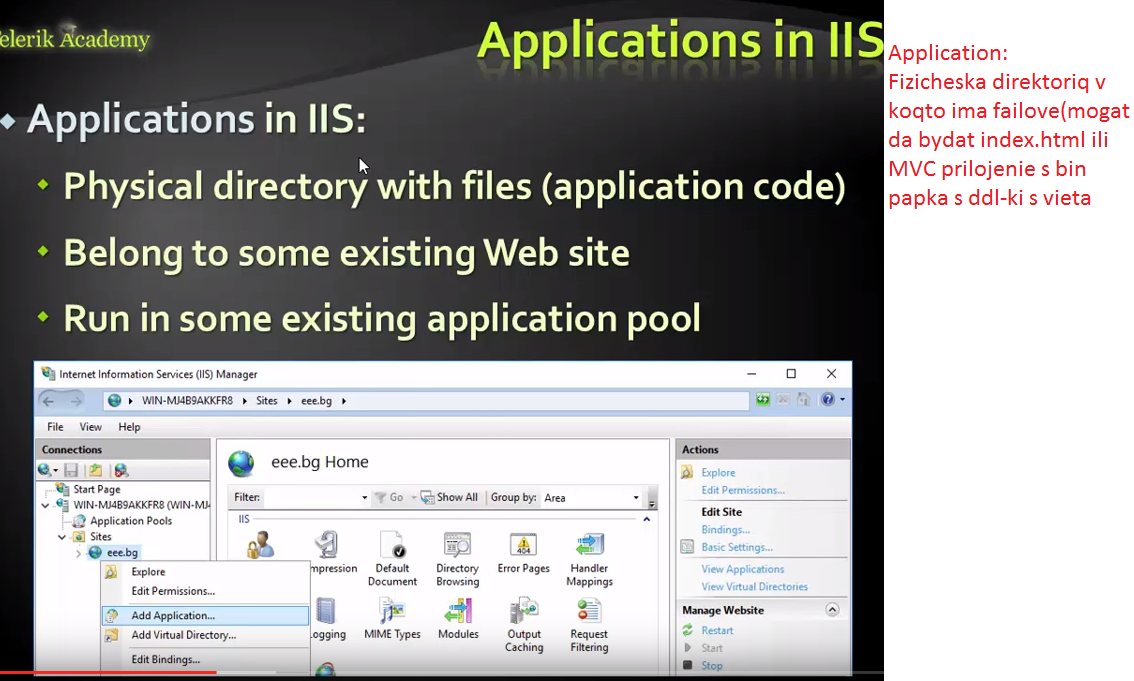 elerik Academy
Applications in IIS
Applications in IIS:
Physical directory with files (application code)
Belong to some existing Web site
Run in some existing application pool
Application:
Fizicheska direktoriq v
koqto ima failove(mogat
da bydat index.html ili
MVC prilojenie s bin
papka s ddl-ki s vieta
Internet Information Services (IIS) Manager
WIN-MJ4B9AKKFR8 Sites eee.bg
File View Help
Connections
Start Page
WIN-MJ4B9AKKFR8 (WIN-MJ4
Application Pools
Sites
eee.bg
Explore
Edit Permissions...
Add Application...
Add Virtual Directory...
Edit Bindings...
eee.bg Home
Filter: Go Show All Group by: Area
IIS
mpression
Default
Document
Directory
Browsing
Error Pages
404
Handler
Mappings
ogging
MIME Types
Modules
Output
Caching
Request
Filtering
Actions
Explore
Edit Permissions...
Edit Site
Bindings...
Basic Settings...
View Applications
View Virtual Directories
Manage Website
Restart
Start
Stop